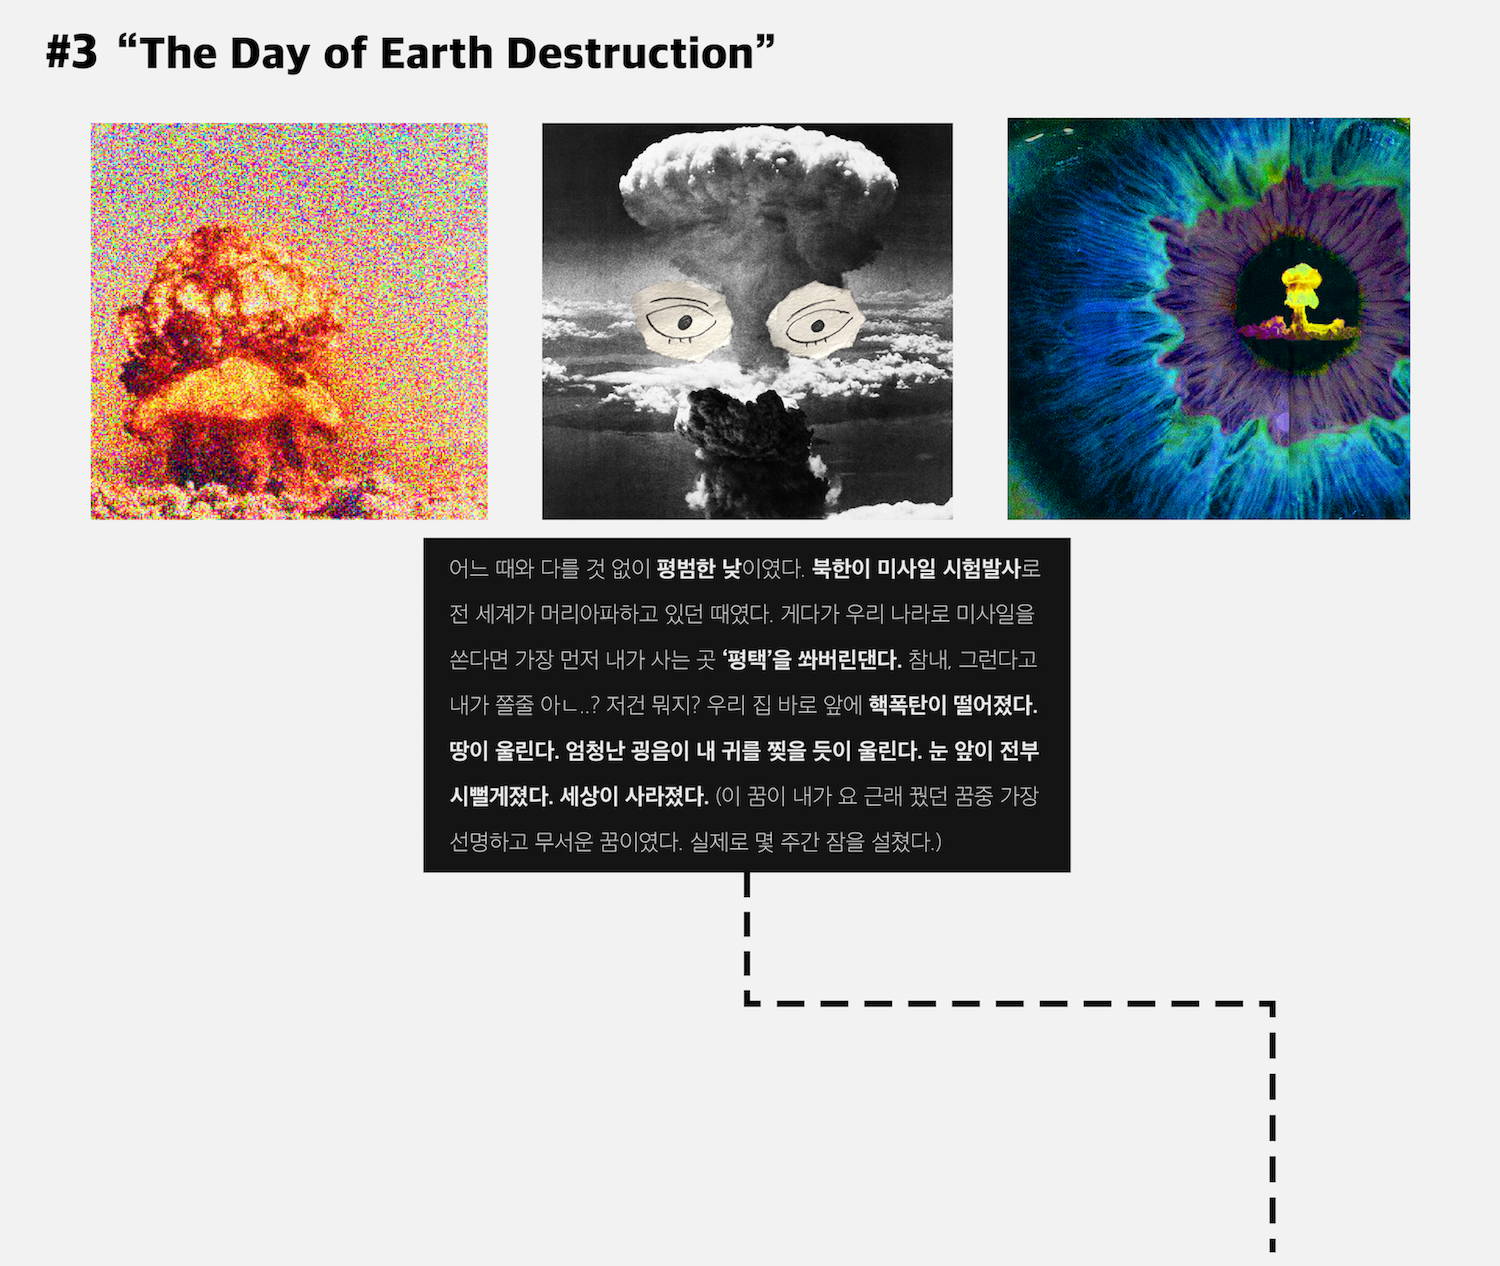 #3 “The Day of Earth Destruction”
어느 때와 다를 것 없이 평범한 낮이였다. 북한이 미사일 시험발사로
전 세계가 머리아파하고 있던 때였다. 게다가 우리 나라로 미사일을
쏜다면 가장 먼저 내가 사는 곳 ‘평택’을 쏴버린댄다. 참내, 그런다고
내가 쫄줄 아ㄴ..? 저건 뭐지? 우리 집 바로 앞에 핵폭탄이 떨어졌다.
땅이 울린다. 엄청난 굉음이 내 귀를 찢을 듯이 울린다. 눈 앞이 전부
시뻘게졌다. 세상이 사라졌다. (이 꿈이 내가 요 근래 꿨던 꿈중 가장
선명하고 무서운 꿈이였다. 실제로 몇 주간 잠을 설쳤다.)